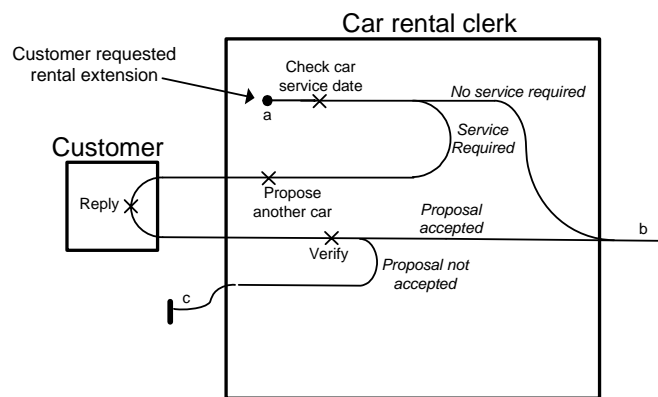 Car rental clerk
Customer requested
rental extension
Check car
service date
No service required
a
Service
Required
Customer
Reply
Propose
another car
Proposal
accepted
b
Verify
Proposal not
accepted
c